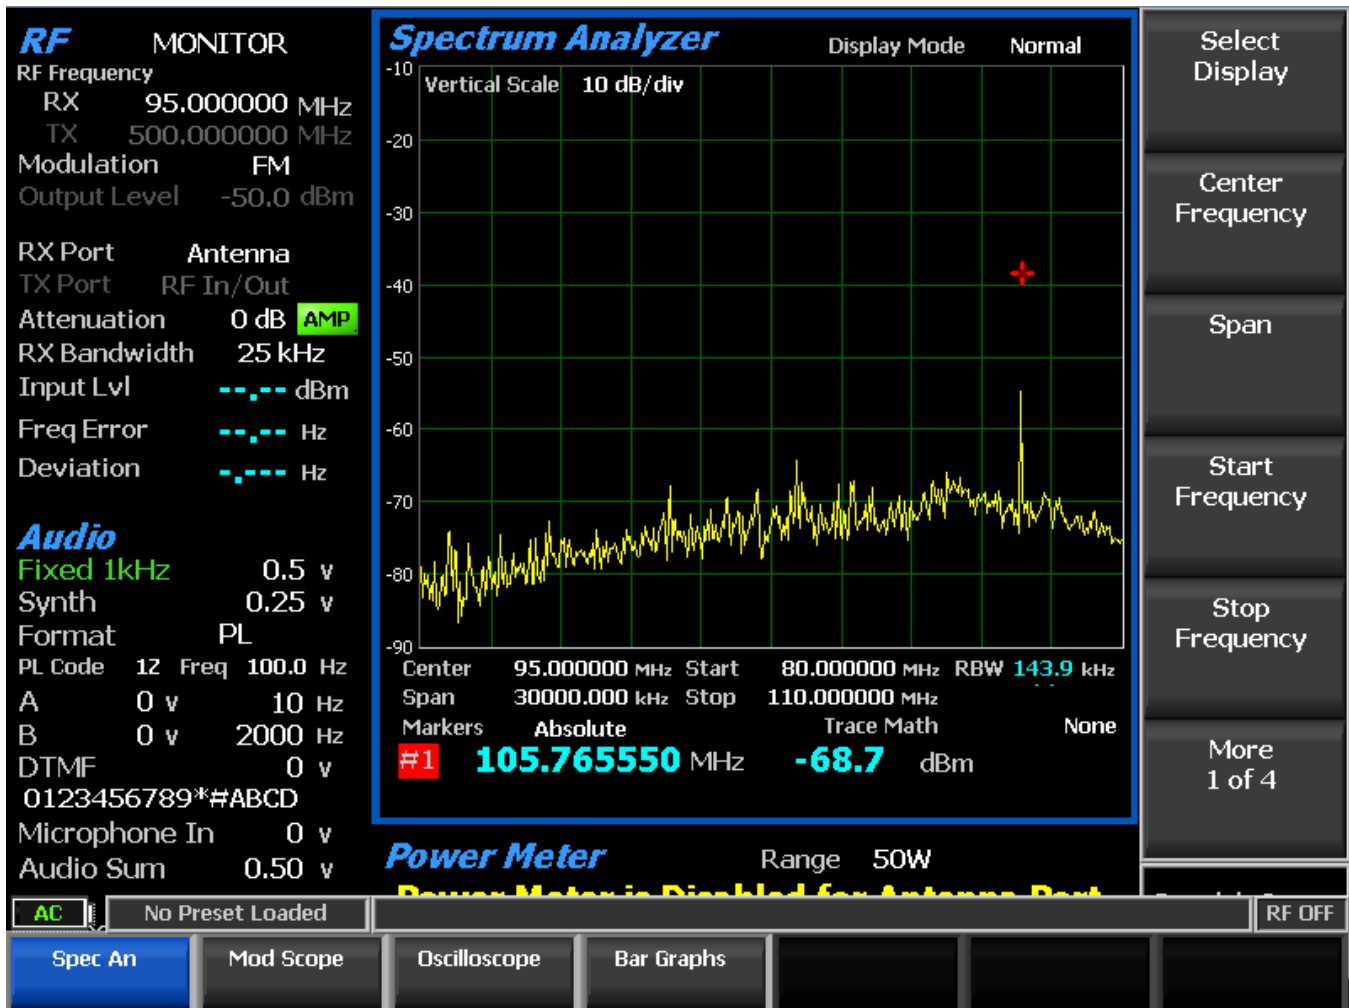 RF MONITOR
RF Frequency
RX 95.000000 MHz
TX 500.000000 MHz
Modulation FM
Output Level -50.0 dBm
RX Port Antenna
TX Port RF In/Out
Attenuation 0 dB AMP
RX Bandwidth 25 kHz
Input Lvl --.-- dBm
Freq Error --.-- Hz
Deviation -.--- Hz
Audio
Fixed 1kHz 0.5 v
Synth 0.25 v
Format PL
PL Code 1Z Freq 100.0 Hz
A 0 v 10 Hz
B 0 v 2000 Hz
DTMF 0 v
0123456789*#ABCD
Microphone In 0 v
Audio Sum 0.50 v
Spectrum Analyzer Display Mode Normal
Vertical Scale 10 dB/div
-10
-20
-30
-40
-50
-60
-70
-80
-90
Center 95.000000 MHz Start 80.000000 MHz RBW 143.9 kHz
Span 30000.000 kHz Stop 110.000000 MHz
Markers Absolute Trace Math None
#1 105.765550 MHz -68.7 dBm
Power Meter Range 50W
Power Meter is Disabled for Antenna Port
Select
Display
Center
Frequency
Span
Start
Frequency
Stop
Frequency
More
1 of 4
AC No Preset Loaded RF OFF
Spec An Mod Scope Oscilloscope Bar Graphs